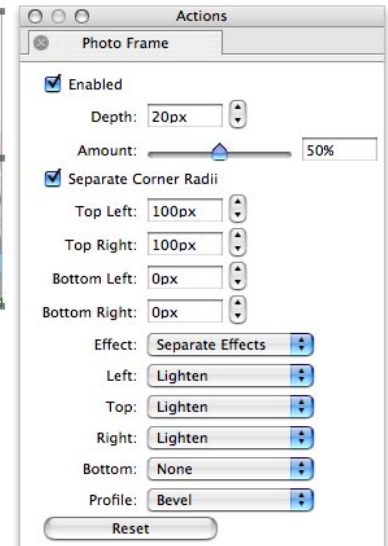 Actions
Photo Frame
Enabled
Depth: 20px
Amount: 50%
Separate Corner Radii
Top Left: 100px
Top Right: 100px
Bottom Left: 0px
Bottom Right: 0px
Effect: Separate Effects
Left: Lighten
Top: Lighten
Right: Lighten
Bottom: None
Profile: Bevel
Reset